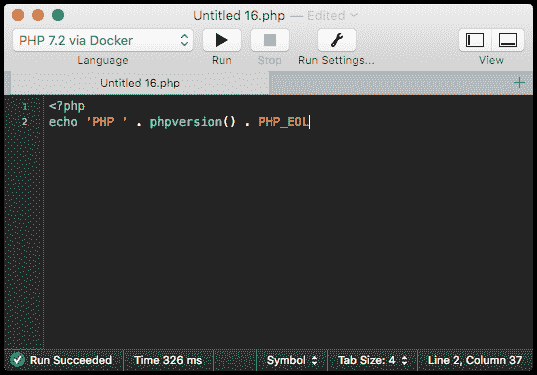 Untitled 16.php — Edited
PHP 7.2 via Docker
Language
Run
Stop
Run Settings...
View
Untitled 16.php
+
1 <?php
2 echo 'PHP ' . phpversion() . PHP_EOL
Run Succeeded
Time 326 ms
Symbol
Tab Size: 4
Line 2, Column 37